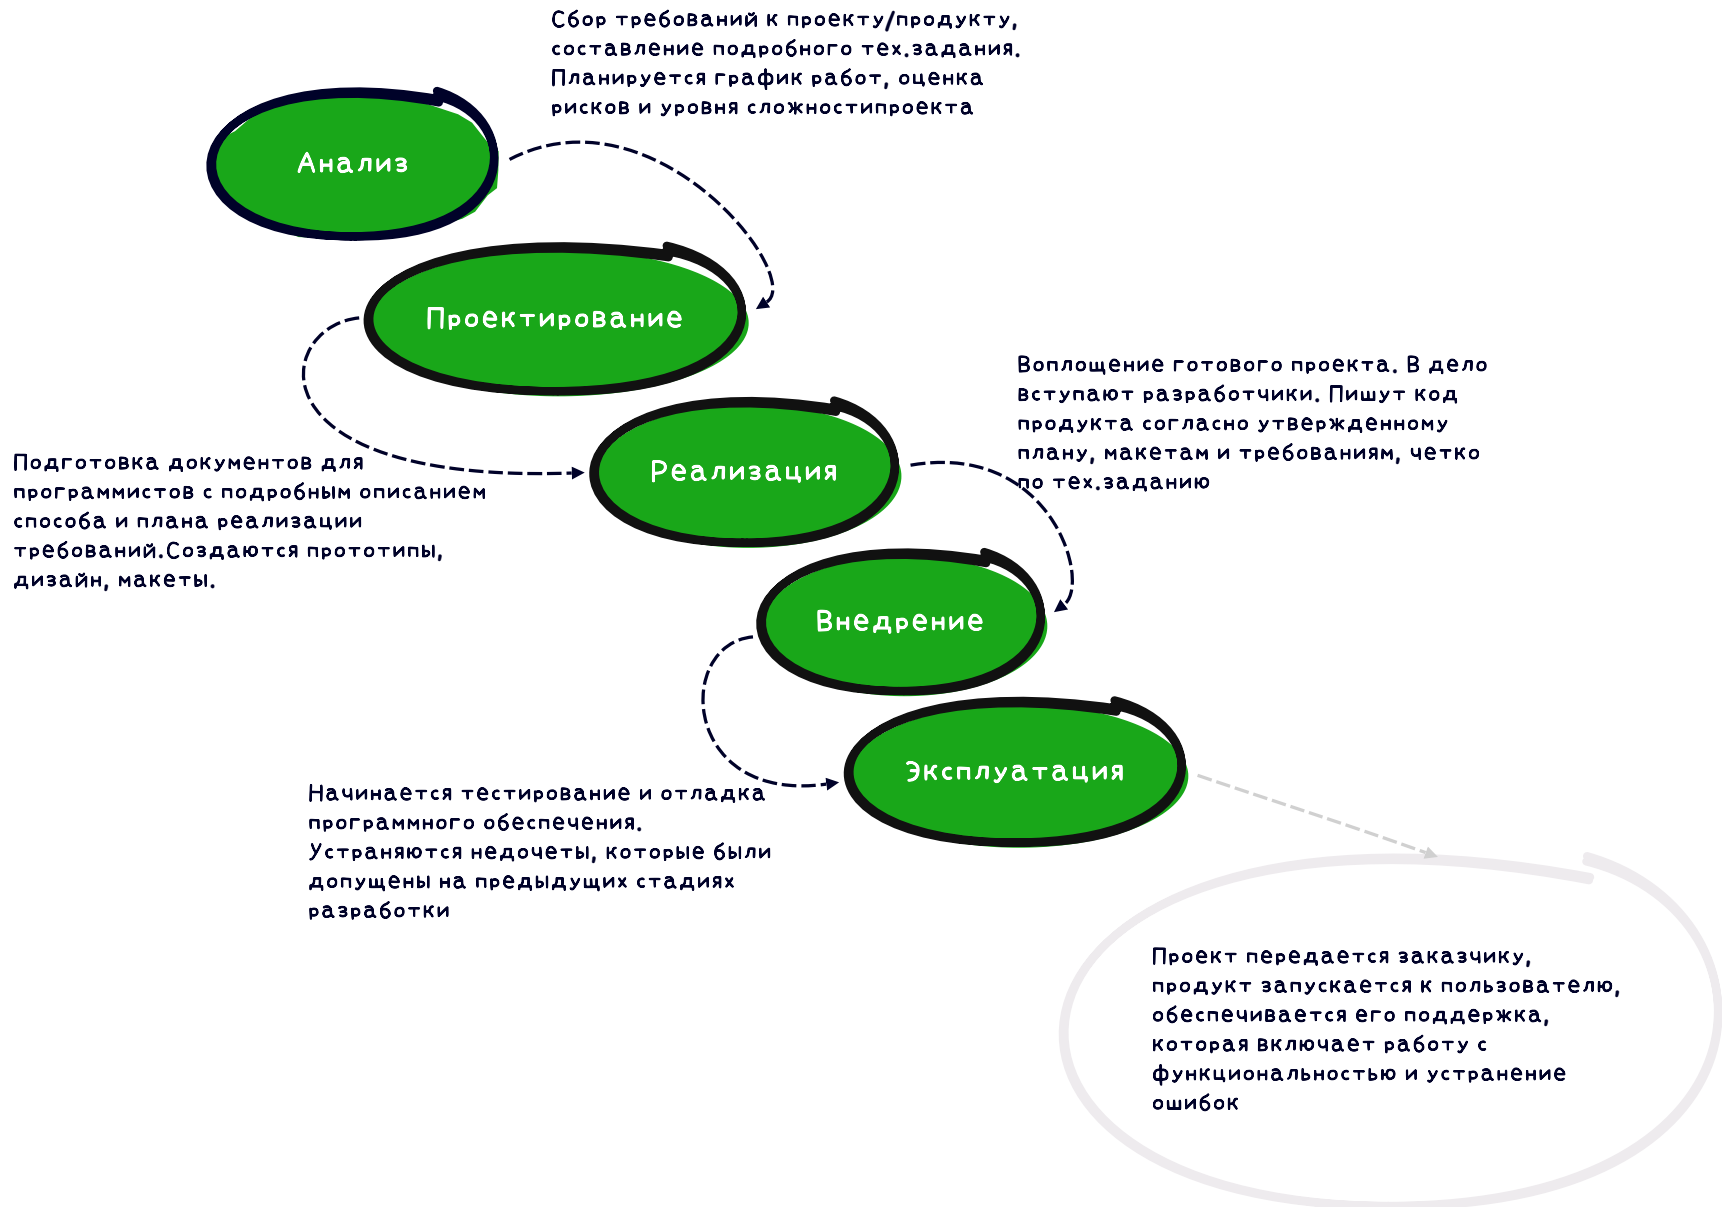 Сбор требований к проекту/продукту,
составление подробного тех.задания.
Планируется график работ, оценка
рисков и уровня сложностипроекта
Анализ
Проектирование
Воплощение готового проекта. В дело
вступают разработчики. Пишут код
продукта согласно утвержденному
плану, макетам и требованиям, четко
по тех.заданию
Реализация
Подготовка документов для
программистов с подробным описанием
способа и плана реализации
требований.Создаются прототипы,
дизайн, макеты.
Внедрение
Эксплуатация
Начинается тестирование и отладка
программного обеспечения.
Устраняются недочеты, которые были
допущены на предыдущих стадиях
разработки
Проект передается заказчику,
продукт запускается к пользователю,
обеспечивается его поддержка,
которая включает работу с
функциональностью и устранение
ошибок